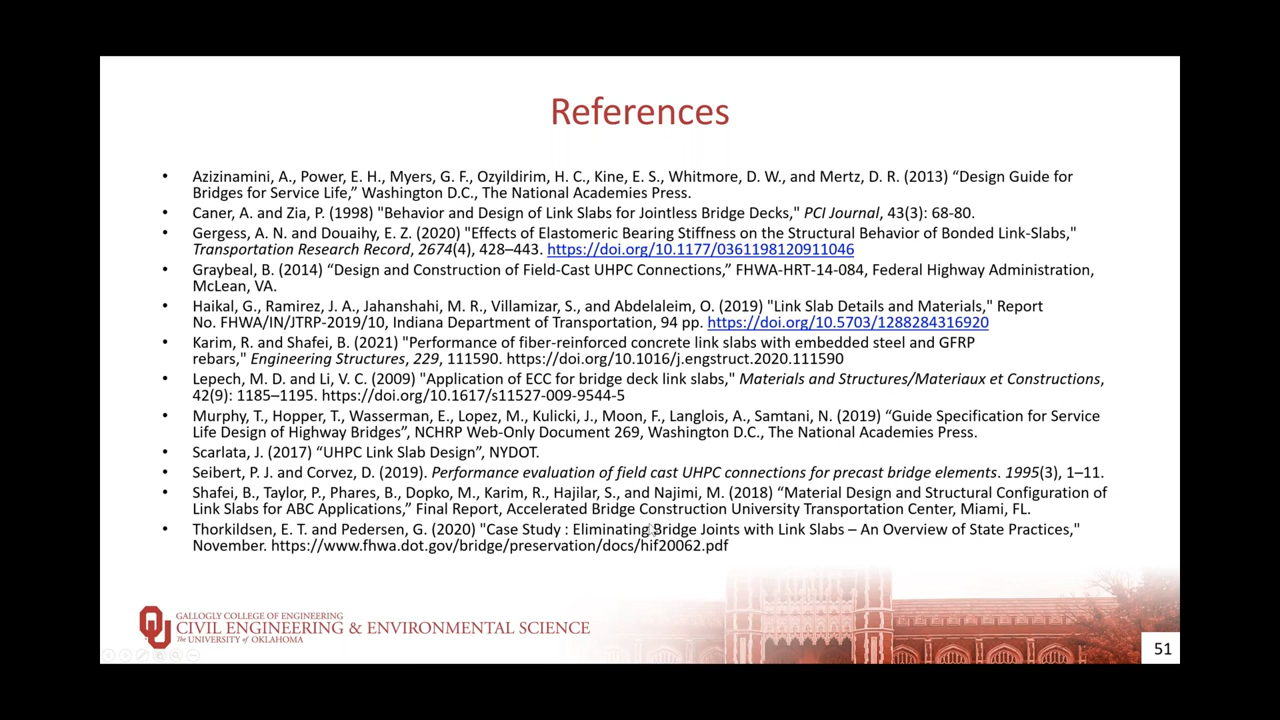 References
• Azizinamini, A., Power, E. H., Myers, G. F., Ozyildirim, H. C., Kine, E. S., Whitmore, D. W., and Mertz, D. R. (2013) “Design Guide for
Bridges for Service Life,” Washington D.C., The National Academies Press.
• Caner, A. and Zia, P. (1998) "Behavior and Design of Link Slabs for Jointless Bridge Decks," PCI Journal, 43(3): 68-80.
• Gergess, A. N. and Douaihy, E. Z. (2020) "Effects of Elastomeric Bearing Stiffness on the Structural Behavior of Bonded Link-Slabs,"
Transportation Research Record, 2674(4), 428–443. https://doi.org/10.1177/0361198120911046
• Graybeal, B. (2014) “Design and Construction of Field-Cast UHPC Connections,” FHWA-HRT-14-084, Federal Highway Administration,
McLean, VA.
• Haikal, G., Ramirez, J. A., Jahanshahi, M. R., Villamizar, S., and Abdelaleim, O. (2019) "Link Slab Details and Materials," Report
No. FHWA/IN/JTRP-2019/10, Indiana Department of Transportation, 94 pp. https://doi.org/10.5703/1288284316920
• Karim, R. and Shafei, B. (2021) "Performance of fiber-reinforced concrete link slabs with embedded steel and GFRP
rebars," Engineering Structures, 229, 111590. https://doi.org/10.1016/j.engstruct.2020.111590
• Lepech, M. D. and Li, V. C. (2009) "Application of ECC for bridge deck link slabs," Materials and Structures/Materiaux et Constructions,
42(9): 1185–1195. https://doi.org/10.1617/s11527-009-9544-5
• Murphy, T., Hopper, T., Wasserman, E., Lopez, M., Kulicki, J., Moon, F., Langlois, A., Samtani, N. (2019) “Guide Specification for Service
Life Design of Highway Bridges”, NCHRP Web-Only Document 269, Washington D.C., The National Academies Press.
• Scarlata, J. (2017) “UHPC Link Slab Design”, NYDOT.
• Seibert, P. J. and Corvez, D. (2019). Performance evaluation of field cast UHPC connections for precast bridge elements. 1995(3), 1–11.
• Shafei, B., Taylor, P., Phares, B., Dopko, M., Karim, R., Hajilar, S., and Najimi, M. (2018) “Material Design and Structural Configuration of
Link Slabs for ABC Applications,” Final Report, Accelerated Bridge Construction University Transportation Center, Miami, FL.
• Thorkildsen, E. T. and Pedersen, G. (2020) "Case Study : Eliminating Bridge Joints with Link Slabs – An Overview of State Practices,"
November. https://www.fhwa.dot.gov/bridge/preservation/docs/hif20062.pdf
GALLOGLY COLLEGE OF ENGINEERING
CIVIL ENGINEERING & ENVIRONMENTAL SCIENCE
The UNIVERSITY of OKLAHOMA
51